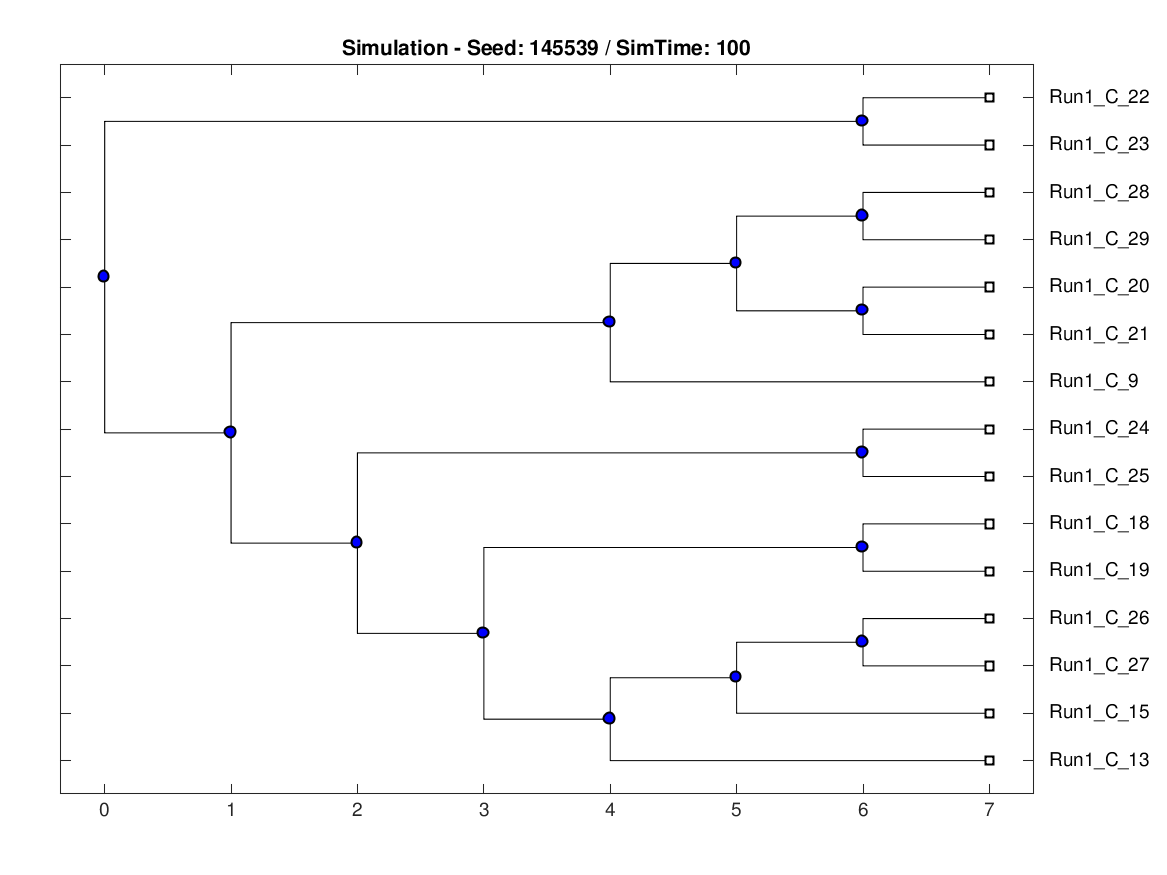 Simulation - Seed: 145539 / SimTime: 100
Run1_C_22
Run1_C_23
Run1_C_28
Run1_C_29
Run1_C_20
Run1_C_21
Run1_C_9
Run1_C_24
Run1_C_25
Run1_C_18
Run1_C_19
Run1_C_26
Run1_C_27
Run1_C_15
Run1_C_13
0 1 2 3 4 5 6 7